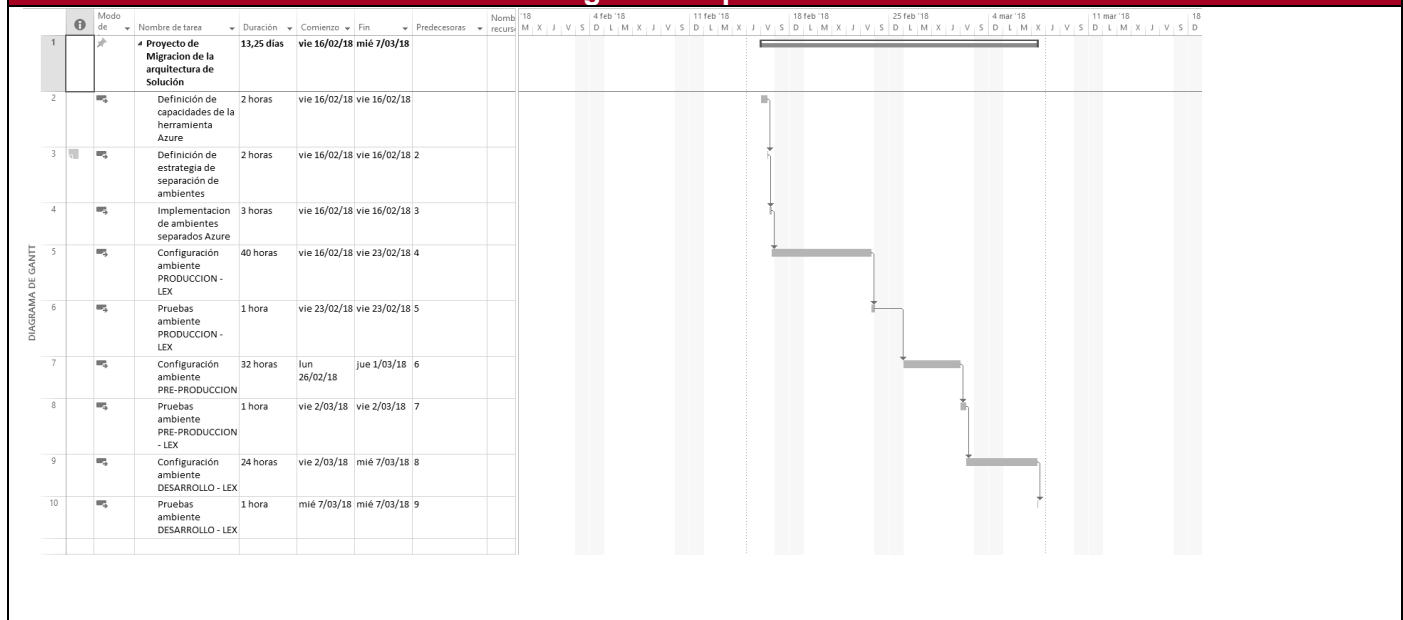 Modo
Nomb
'18
4 feb '18
11 feb '18
18 feb '18
25 feb '18
4 mar '18
11 mar '18
18
de
Nombre de tarea
Duración
Comienzo
Fin
Predecesoras
recurs
M X J V S D L M X J V S D L M X J V S D L M X J V S D L M X J V S D L M X J V S D L M X J V S D
1
Proyecto de
Migracion de la
arquitectura de
Solución
13,25 días
vie 16/02/18
mié 7/03/18
2
Definición de
capacidades de la
herramienta
Azure
2 horas
vie 16/02/18
vie 16/02/18
3
Definición de
estrategia de
separación de
ambientes
2 horas
vie 16/02/18
vie 16/02/18
2
4
Implementacion
de ambientes
separados Azure
3 horas
vie 16/02/18
vie 16/02/18
3
5
Configuración
ambiente
PRODUCCION -
LEX
40 horas
vie 16/02/18
vie 23/02/18
4
6
Pruebas
ambiente
PRODUCCION -
LEX
1 hora
vie 23/02/18
vie 23/02/18
5
7
Configuración
ambiente
PRE-PRODUCCION
32 horas
lun
26/02/18
jue 1/03/18
6
8
Pruebas
ambiente
PRE-PRODUCCION
- LEX
1 hora
vie 2/03/18
vie 2/03/18
7
9
Configuración
ambiente
DESARROLLO - LEX
24 horas
vie 2/03/18
mié 7/03/18
8
10
Pruebas
ambiente
DESARROLLO - LEX
1 hora
mié 7/03/18
mié 7/03/18
9
DIAGRAMA DE GANTT